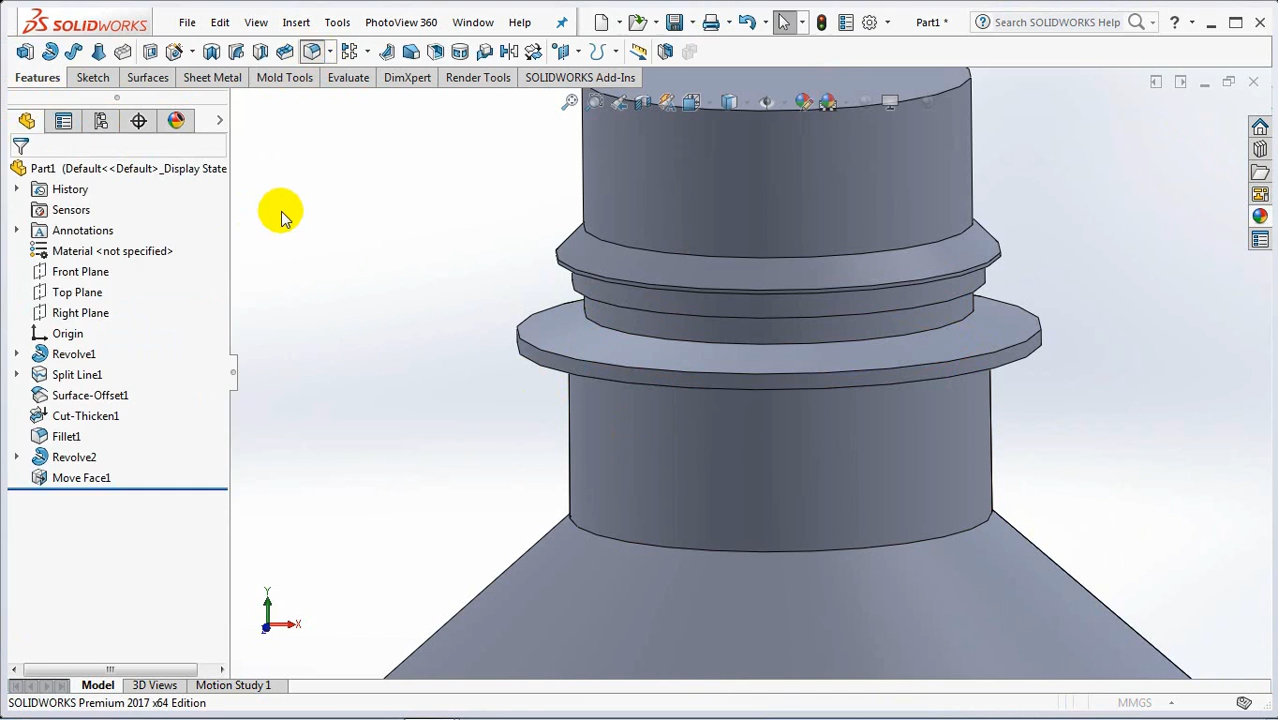 SOLIDWORKS File Edit View Insert Tools PhotoView 360 Window Help Part1 * Search SOLIDWORKS Help ?
Features Sketch Surfaces Sheet Metal Mold Tools Evaluate DimXpert Render Tools SOLIDWORKS Add-Ins
Part1 (Default<<Default>_Display State
History
Sensors
Annotations
Material <not specified>
Front Plane
Top Plane
Right Plane
Origin
Revolve1
Split Line1
Surface-Offset1
Cut-Thicken1
Fillet1
Revolve2
Move Face1
Y
X
Z
Model 3D Views Motion Study 1
SOLIDWORKS Premium 2017 x64 Edition MMGS